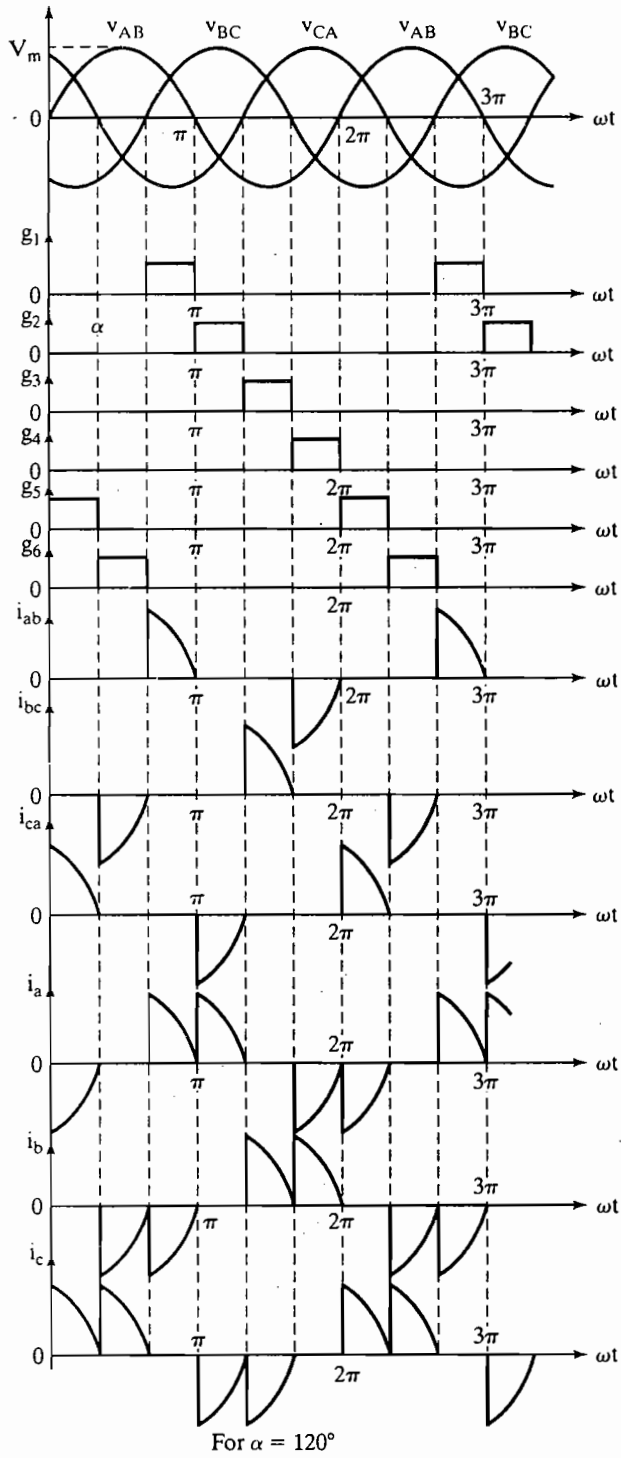 v_AB v_BC v_CA v_AB v_BC
V_m
0 π 2π 3π ωt
g_1
0 π 3π ωt
g_2 α
0 π 3π ωt
g_3
0 π 3π ωt
g_4
0 π 2π 3π ωt
g_5
0 π 2π 3π ωt
g_6
0 2π ωt
i_ab
π 2π 3π ωt
i_bc
0 π 2π 3π ωt
i_ca
0 2π 3π ωt
i_a
2π
0 π 3π ωt
i_b
3π
0 π 2π ωt
i_c
π 3π
0 2π ωt
For α = 120°